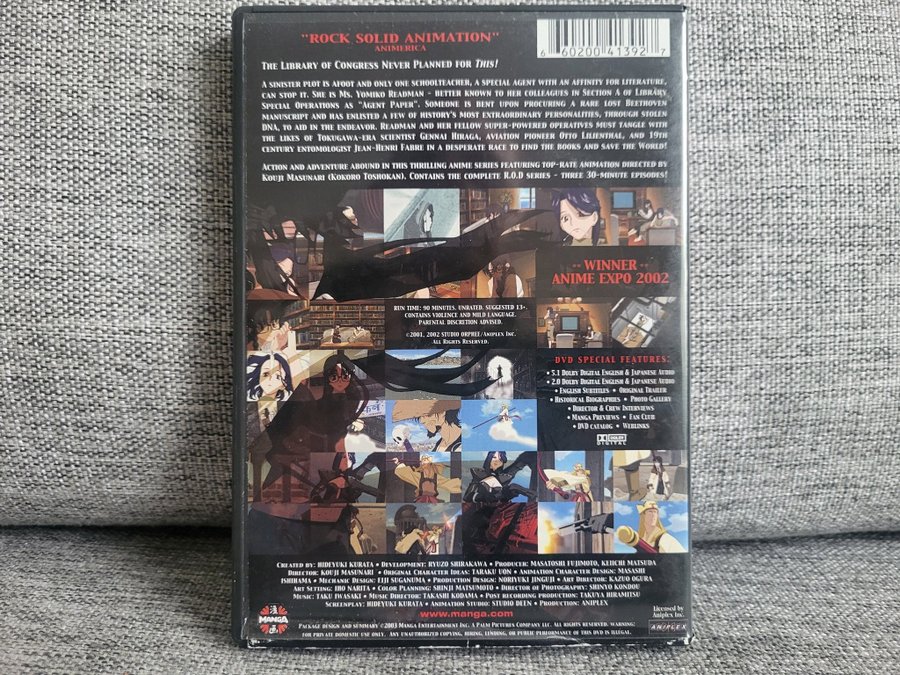 "ROCK SOLID ANIMATION"
ANIMERICA
6 60200 41392 7
THE LIBRARY OF CONGRESS NEVER PLANNED FOR THIS!
A SINISTER PLOT IS AFOOT AND ONLY ONE SCHOOLTEACHER, A SPECIAL AGENT WITH AN AFFINITY FOR LITERATURE,
CAN STOP IT. SHE IS MS. YOMIKO READMAN - BETTER KNOWN TO HER COLLEAGUES IN SECTION A OF LIBRARY
SPECIAL OPERATIONS AS "AGENT PAPER". SOMEONE IS BENT UPON PROCURING A RARE LOST BEETHOVEN
MANUSCRIPT AND HAS ENLISTED A FEW OF HISTORY'S MOST EXTRAORDINARY PERSONALITIES, THROUGH STOLEN
DNA, TO AID IN THE ENDEAVOR. READMAN AND HER FELLOW SUPER-POWERED OPERATIVES MUST TANGLE WITH
THE LIKES OF TOKUGAWA-ERA SCIENTIST GENNAI HIRAGA, AVIATION PIONEER OTTO LILIENTHAL, AND 19TH
CENTURY ENTOMOLOGIST JEAN-HENRI FABRE IN A DESPERATE RACE TO FIND THE BOOKS AND SAVE THE WORLD!
ACTION AND ADVENTURE ABOUND IN THIS THRILLING ANIME SERIES FEATURING TOP-RATE ANIMATION DIRECTED BY
KOUJI MASUNARI (KOKORO TOSHOKAN). CONTAINS THE COMPLETE R.O.D SERIES - THREE 30-MINUTE EPISODES!
-- WINNER --
ANIME EXPO 2002
RUN TIME: 90 MINUTES. UNRATED. SUGGESTED 13+.
CONTAINS VIOLENCE AND MILD LANGUAGE.
PARENTAL DISCRETION ADVISED.
©2001, 2002 STUDIO ORPHEE/ANIPLEX INC.
ALL RIGHTS RESERVED.
DVD SPECIAL FEATURES:
• 5.1 DOLBY DIGITAL ENGLISH & JAPANESE AUDIO
• 2.0 DOLBY DIGITAL ENGLISH & JAPANESE AUDIO
• ENGLISH SUBTITLES • ORIGINAL TRAILER
• HISTORICAL BIOGRAPHIES • PHOTO GALLERY
• DIRECTOR & CREW INTERVIEWS
• MANGA PREVIEWS • FAN CLUB
• DVD CATALOG • WEBLINKS
DOLBY
DIGITAL
CREATED BY: HIDEYUKI KURATA • DEVELOPMENT: RYUZO SHIRAKAWA • PRODUCER: MASATOSHI FUJIMOTO, KEIICHI MATSUDA
DIRECTOR: KOUJI MASUNARI • ORIGINAL CHARACTER IDEAS: TARAKU UON • ANIMATION CHARACTER DESIGN: MASASHI
ISHIHAMA • MECHANIC DESIGN: EIJI SUGANUMA • PRODUCTION DESIGN: NORIYUKI JINGUJI • ART DIRECTOR: KAZUO OGURA
ART SETTING: IHO NARITA • COLOR PLANNING: SHINJI MATSUMOTO • DIRECTOR OF PHOTOGRAPHY: SHINYO KONDOU
MUSIC: TAKU IWASAKI • MUSIC DIRECTOR: TAKASHI KODAMA • POST RECORDING PRODUCTION: TAKUYA HIRAMITSU
SCREENPLAY: HIDEYUKI KURATA • ANIMATION STUDIO: STUDIO DEEN • PRODUCTION: ANIPLEX
www.manga.com
MANGA
Licensed by
Aniplex Inc.
ANIPLEX
PACKAGE DESIGN AND SUMMARY ©2003 MANGA ENTERTAINMENT INC. A PALM PICTURES COMPANY LLC. ALL RIGHTS RESERVED. WARNING:
FOR PRIVATE DOMESTIC USE ONLY. ANY UNAUTHORIZED COPYING, HIRING, LENDING, OR PUBLIC PERFORMANCE OF THIS DVD IS ILLEGAL.